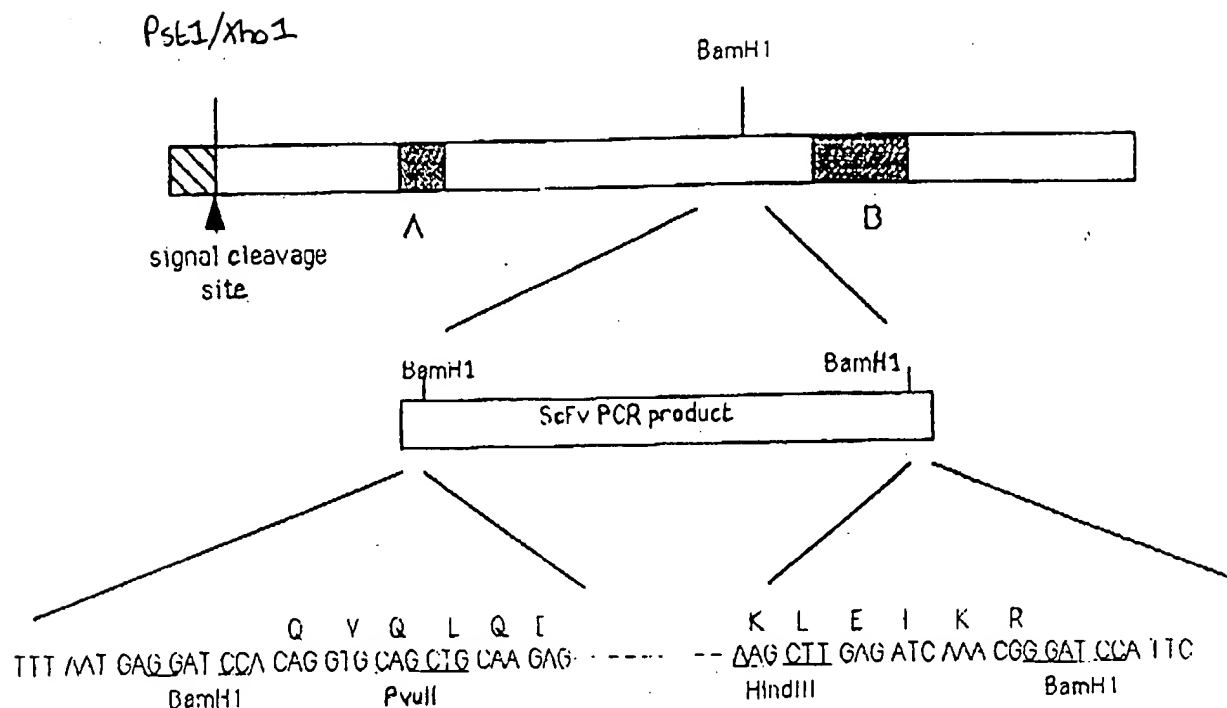 Pst1/Xho1
BamH1
A
B
signal cleavage
site
BamH1
BamH1
ScFv PCR product
Q V Q L Q E
K L E I K R
TTT AAT GAG GAT CCA CAG GTG CAG CTG CAA GAG
AAG CTT GAG ATC AAA CGG GAT CCA TTC
BamH1
PvuII
HindIII
BamH1